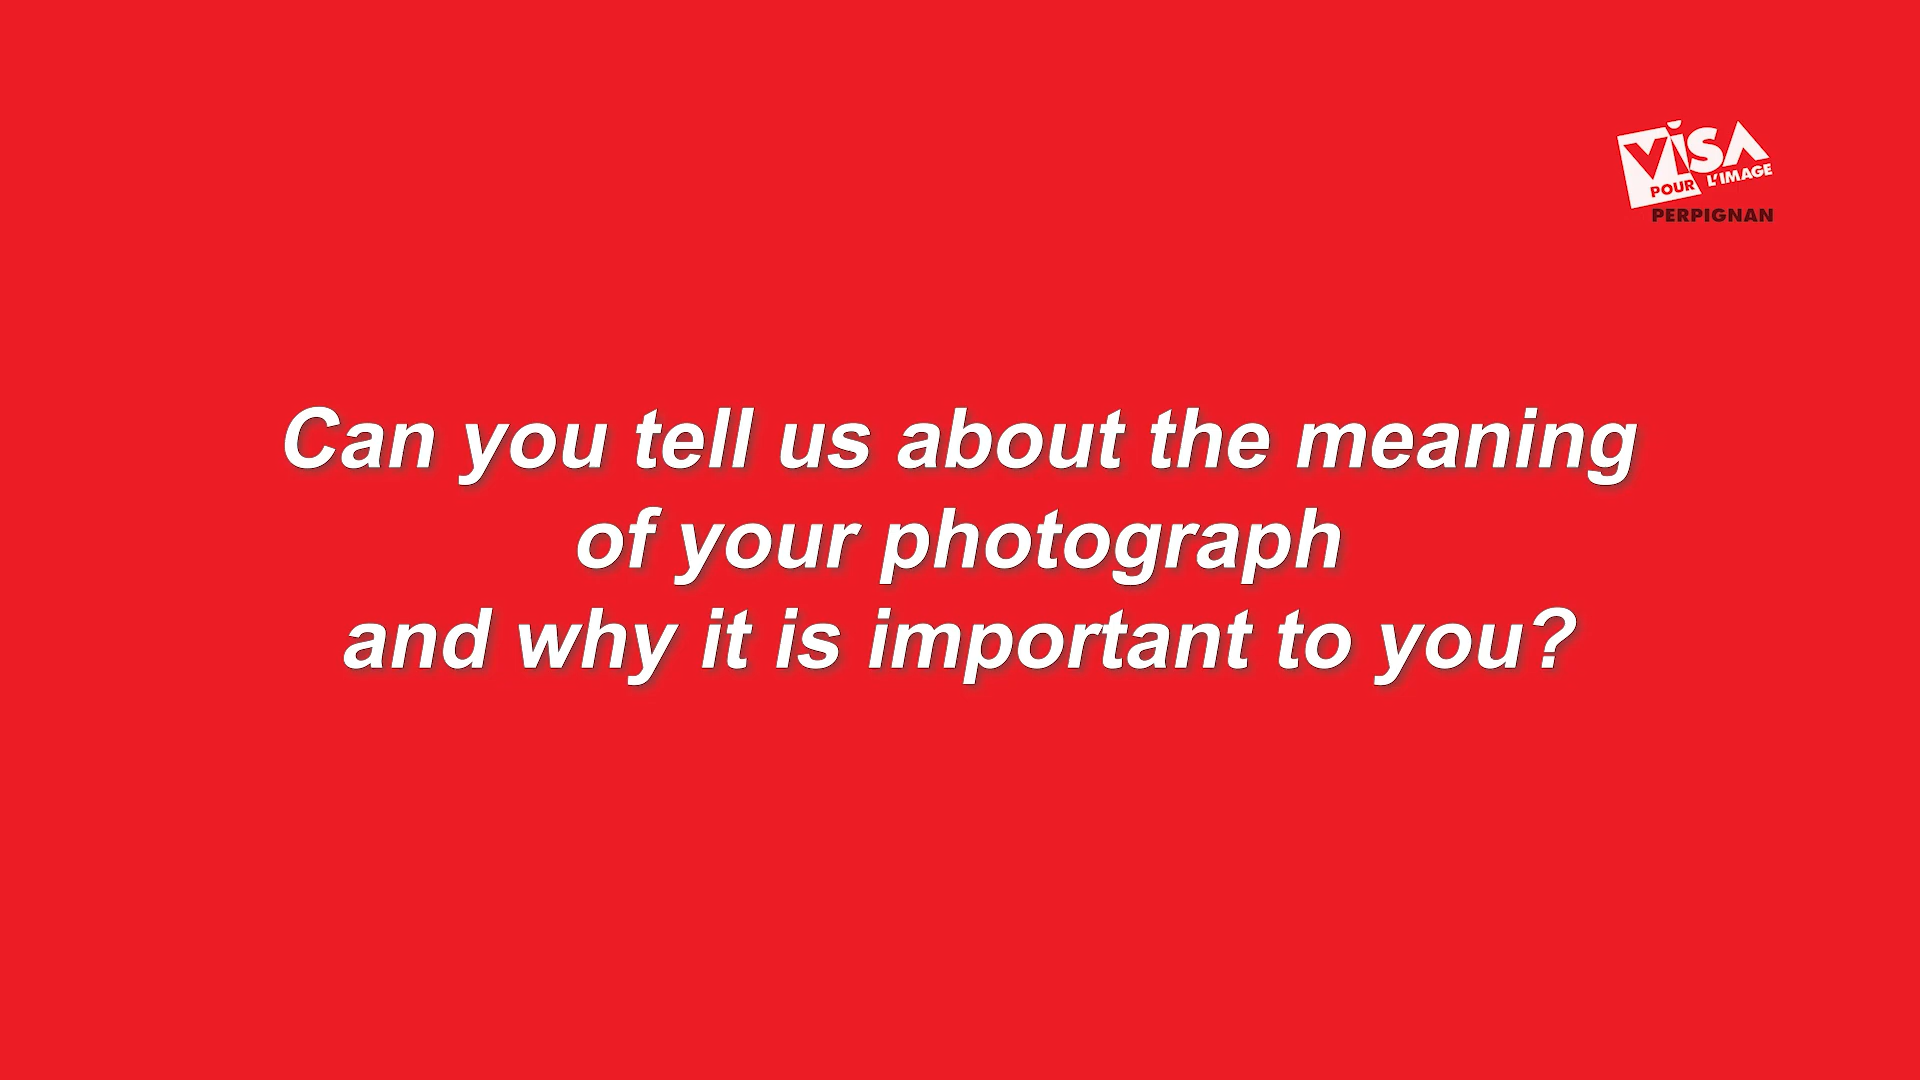 ViSA
POUR L'IMAGE
PERPIGNAN
Can you tell us about the meaning
of your photograph
and why it is important to you?